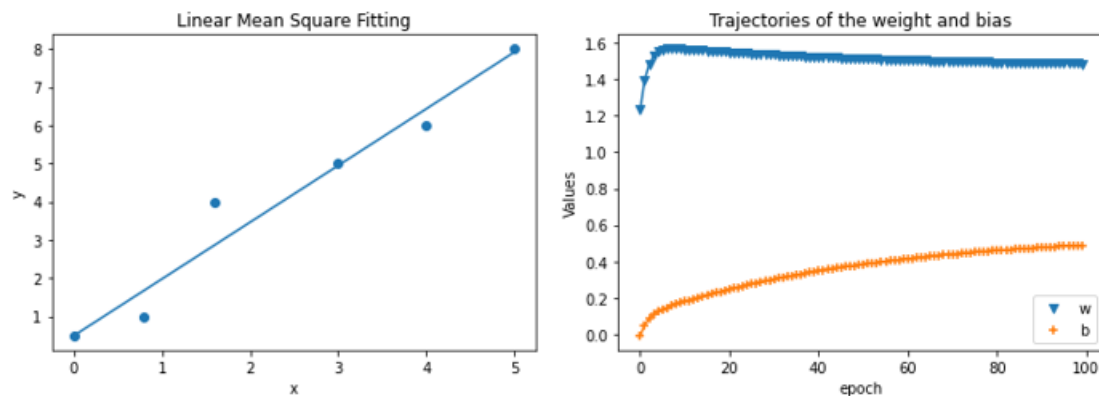 Linear Mean Square Fitting
8
7
6
5
4
3
2
1
y
0 1 2 3 4 5
x
Trajectories of the weight and bias
1.6
1.4
1.2
1.0
0.8
0.6
0.4
0.2
0.0
Values
w
b
0 20 40 60 80 100
epoch